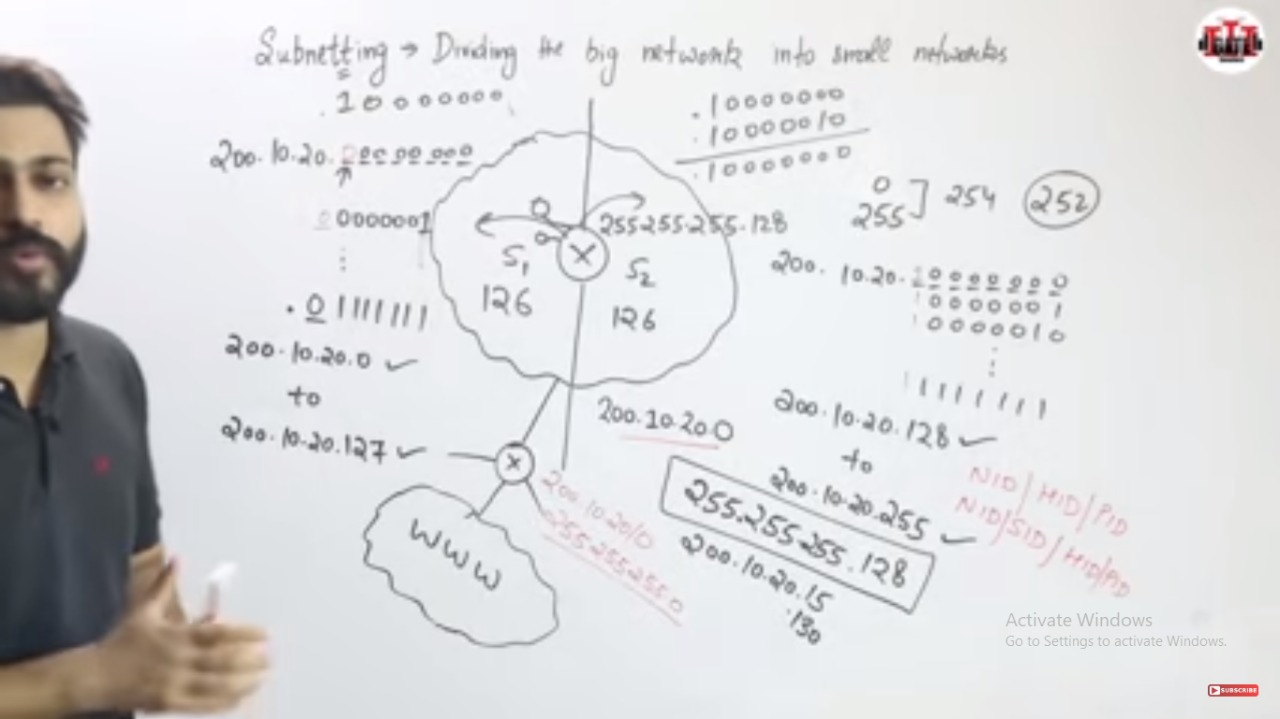 Subnetting → Dividing the big network into small networks
.10000000
200.10.20.00000000
00000001
.01111111
200.10.20.0 ✓
to
200.10.20.127 ✓
S1
126
S2
126
255.255.255.128
.10000000
.10000010
.10000000
0
255
] 254
252
200.10.20.10000000
10000001
10000010
11111111
200.10.20.128 ✓
to
200.10.20.255 ✓
200.10.20.0
255.255.255.128
200.10.20.15
.130
200.10.20/0
255.255.255.0
NID/HID/PID
NID/SID/HID/PID
WWW
Activate Windows
Go to Settings to activate Windows.
SUBSCRIBE